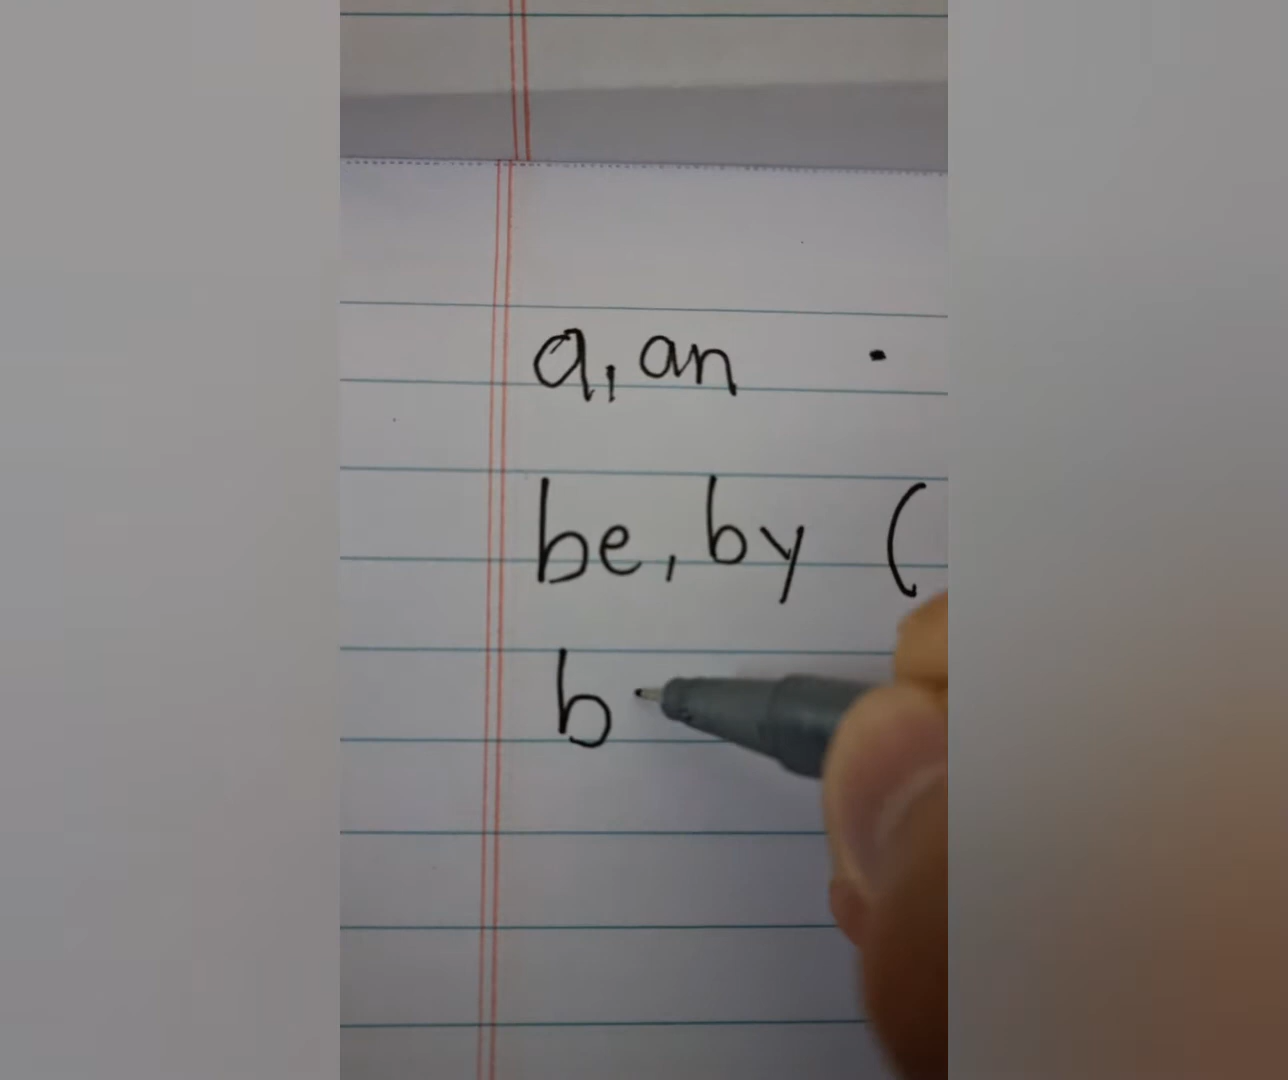 a, an .
be, by (
b